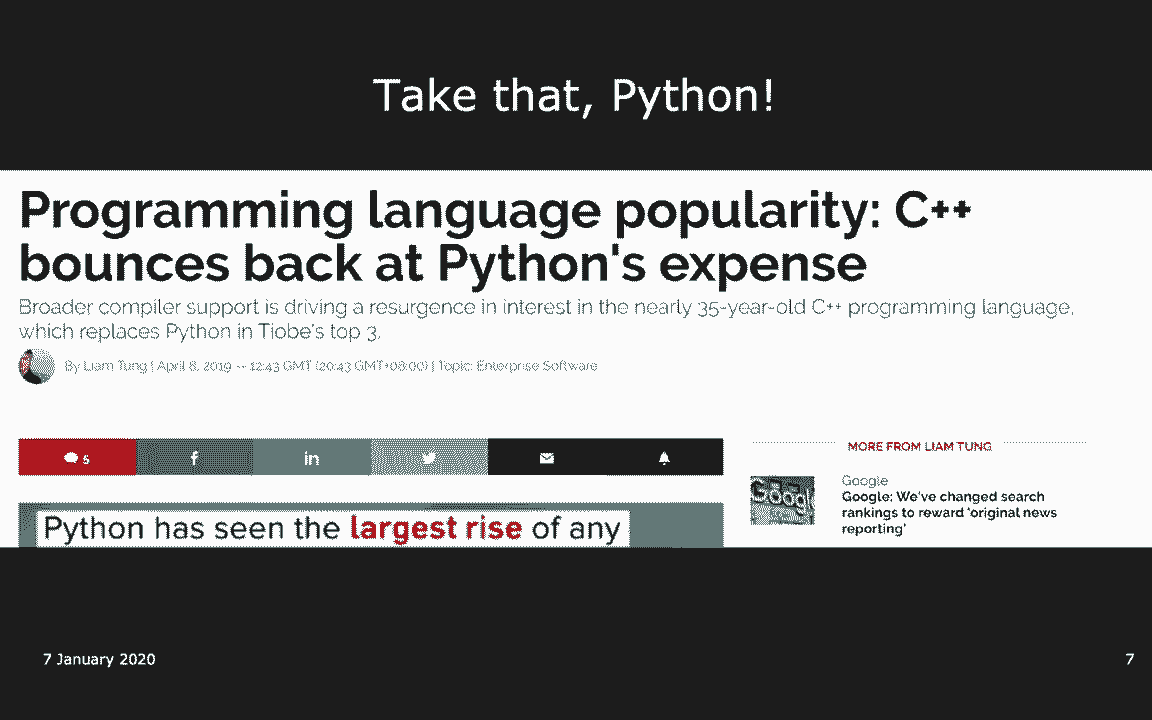 Take that, Python!
Programming language popularity: C++
bounces back at Python's expense
Broader compiler support is driving a resurgence in interest in the nearly 35-year-old C++ programming language,
which replaces Python in Tiobe's top 3.
By Liam Tung | April 8, 2019 -- 12:43 GMT (20:43 GMT+08:00) | Topic: Enterprise Software
5
f
in
MORE FROM LIAM TUNG
Google
Google: We've changed search
rankings to reward 'original news
reporting'
Python has seen the largest rise of any
7 January 2020
7